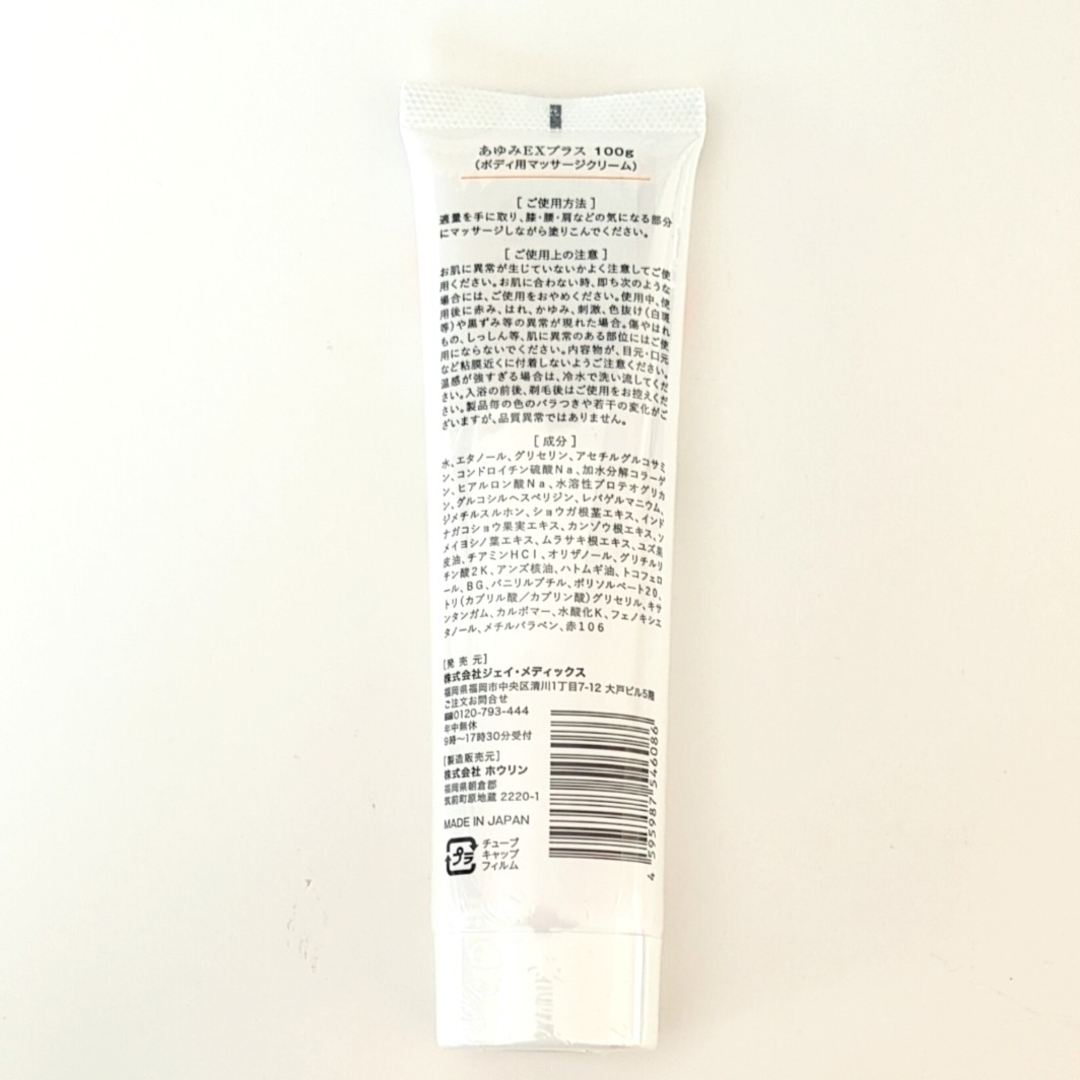 あゆみEXプラス 100g
（ボディ用マッサージクリーム）
［ ご使用方法 ］
適量を手に取り、膝・腰・肩などの気になる部分
にマッサージしながら塗りこんでください。
［ ご使用上の注意 ］
お肌に異常が生じていないかよく注意してご使
用ください。お肌に合わない時、即ち次のような
場合には、ご使用をおやめください。使用中、使
用後に赤み、はれ、かゆみ、刺激、色抜け（白斑
等）や黒ずみ等の異常が現れた場合。傷やはれ
もの、しっしん等、肌に異常のある部位にはご使
用にならないでください。内容物が、目元・口元
など粘膜近くに付着しないようご注意ください。
温感が強すぎる場合は、冷水で洗い流してくだ
さい。入浴の前後、剃毛後はご使用をお控えくだ
さい。製品毎の色のバラつきや若干の変化がご
ざいますが、品質異常ではありません。
［ 成分 ］
水、エタノール、グリセリン、アセチルグルコサミ
ン、コンドロイチン硫酸Na、加水分解コラーゲ
ン、ヒアルロン酸Na、水溶性プロテオグリカ
ン、グルコシルヘスペリジン、レパゲルマニウム、
ジメチルスルホン、ショウガ根茎エキス、インド
ナガコショウ果実エキス、カンゾウ根エキス、ソ
メイヨシノ葉エキス、ムラサキ根エキス、ユズ果
皮油、チアミンHCl、オリザノール、グリチルリ
チン酸2K、アンズ核油、ハトムギ油、トコフェロ
ール、BG、バニリルブチル、ポリソルベート20、
トリ（カプリル酸／カプリン酸）グリセリル、キサ
ンタンガム、カルボマー、水酸化K、フェノキシエ
タノール、メチルパラベン、赤106
［発 売 元］
株式会社ジェイ・メディックス
福岡県福岡市中央区清川1丁目7-12 大戸ビル5階
ご注文お問合せ
0120-793-444
年中無休
9時〜17時30分受付
［製造販売元］
株式会社 ホウリン
福岡県朝倉郡
筑前町原地蔵 2220-1
MADE IN JAPAN
プラ
チューブ
キャップ
フィルム
4 595987 546086